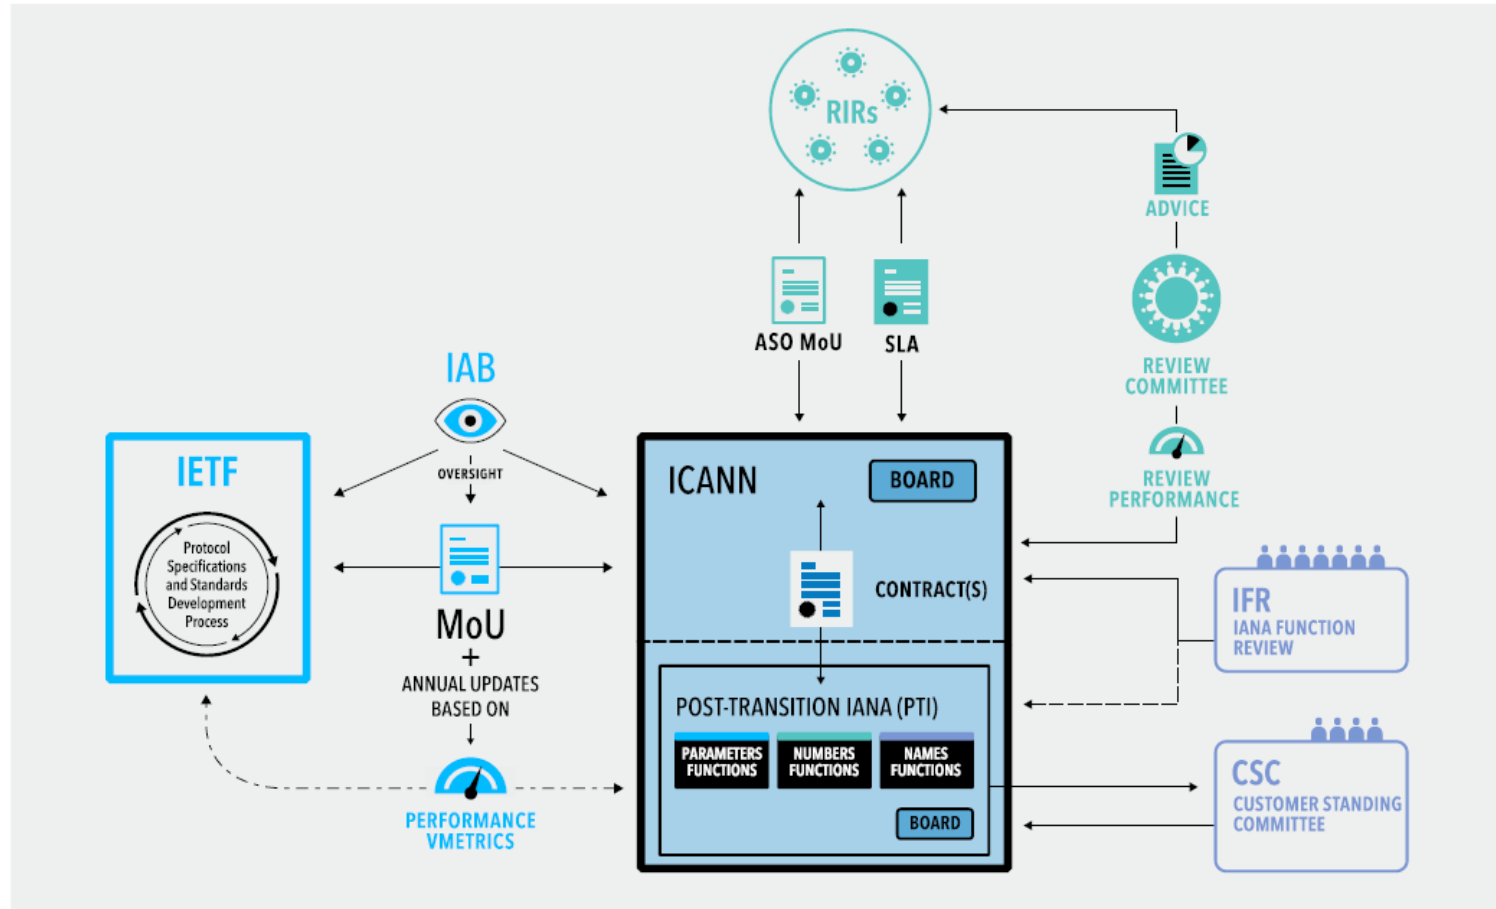 RIRs
ADVICE
ASO MoU
SLA
REVIEW
COMMITTEE
REVIEW
PERFORMANCE
IAB
OVERSIGHT
IETF
Protocol
Specifications
and Standards
Development
Process
MoU
+
ANNUAL UPDATES
BASED ON
PERFORMANCE
VMETRICS
ICANN
BOARD
CONTRACT(S)
POST-TRANSITION IANA (PTI)
PARAMETERS
FUNCTIONS
NUMBERS
FUNCTIONS
NAMES
FUNCTIONS
BOARD
IFR
IANA FUNCTION
REVIEW
CSC
CUSTOMER STANDING
COMMITTEE